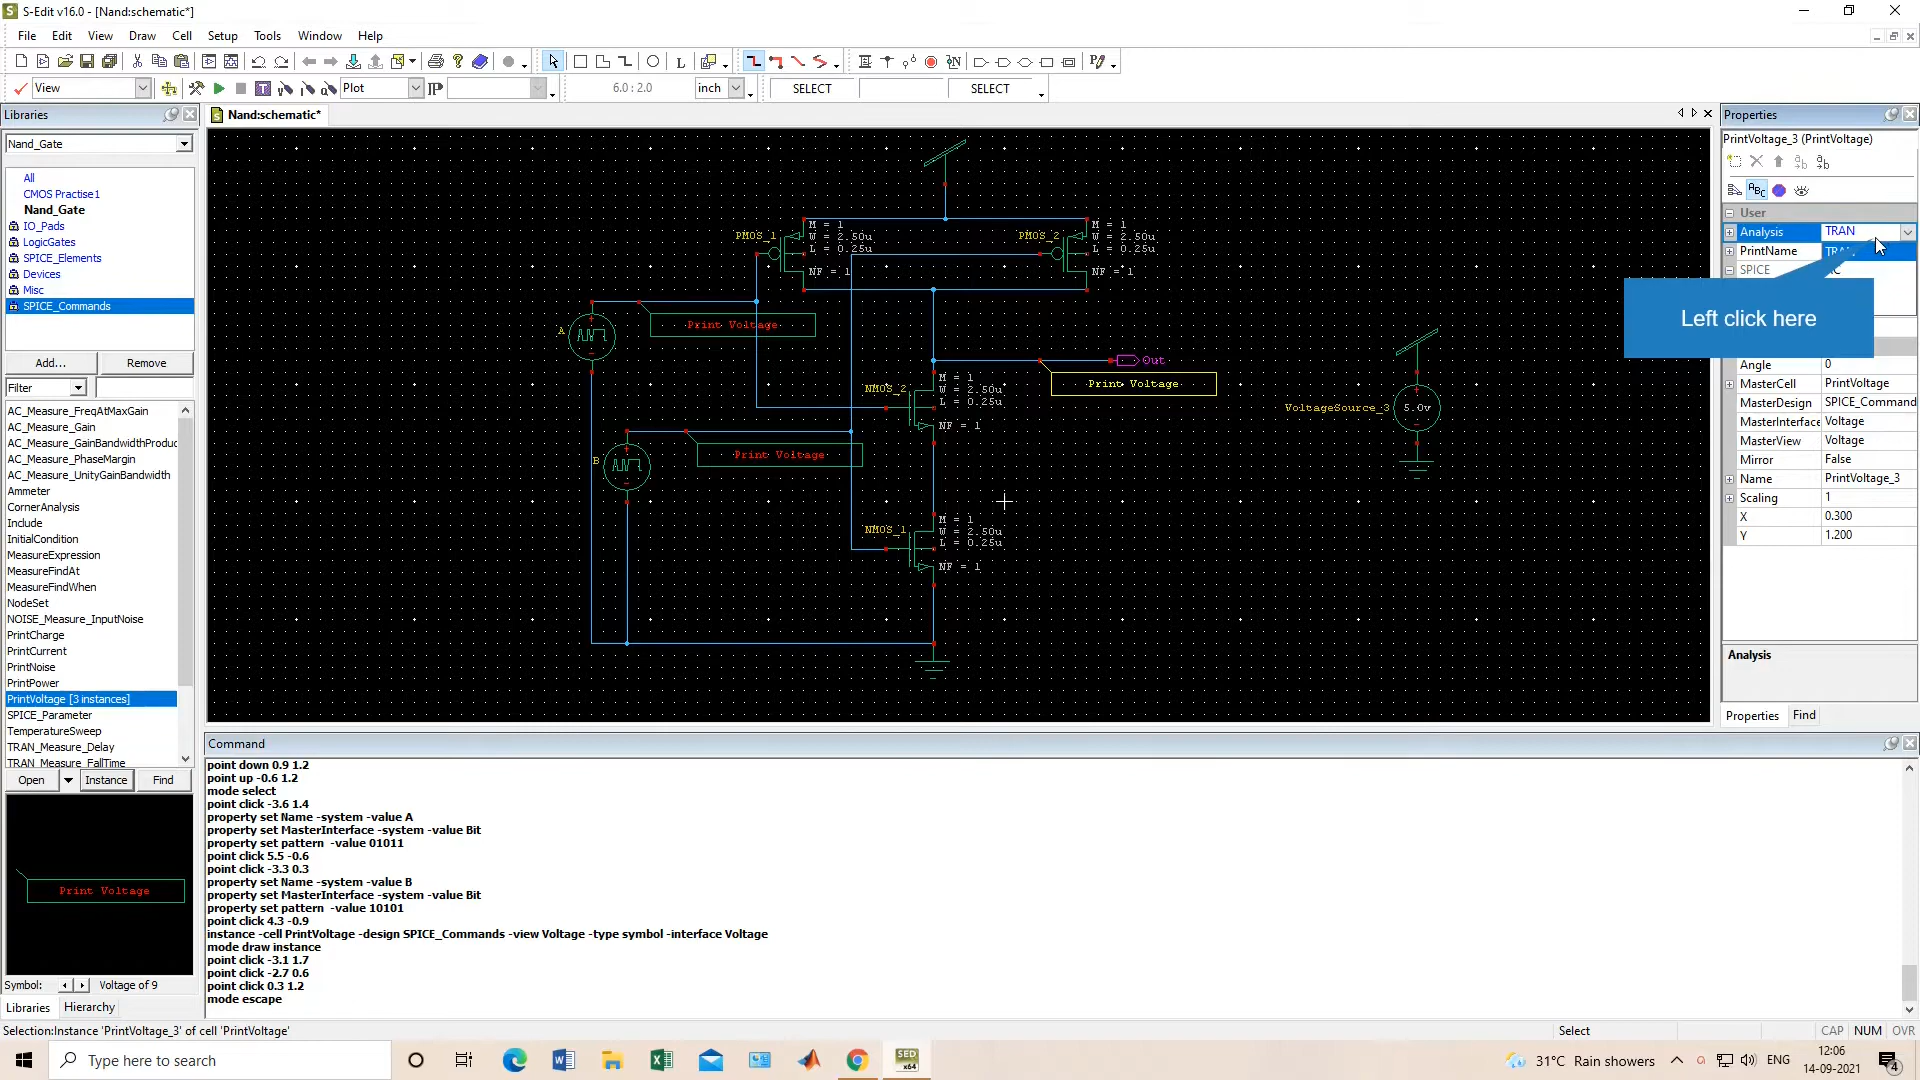 S-Edit v16.0 - [Nand:schematic*]
File Edit View Draw Cell Setup Tools Window Help
View
Plot
6.0 : 2.0
inch
SELECT
SELECT
Libraries
Nand:schematic*
Properties
Nand_Gate
PrintVoltage_3 (PrintVoltage)
All
CMOS Practise1
Nand_Gate
IO_Pads
LogicGates
SPICE_Elements
Devices
Misc
SPICE_Commands
Add...
Remove
Filter
AC_Measure_FreqAtMaxGain
AC_Measure_Gain
AC_Measure_GainBandwidthProduc
AC_Measure_PhaseMargin
AC_Measure_UnityGainBandwidth
Ammeter
CornerAnalysis
Include
InitialCondition
MeasureExpression
MeasureFindAt
MeasureFindWhen
NodeSet
NOISE_Measure_InputNoise
PrintCharge
PrintCurrent
PrintNoise
PrintPower
PrintVoltage [3 instances]
SPICE_Parameter
TemperatureSweep
TRAN_Measure_Delay
TRAN_Measure_FallTime
Open
Instance
Find
Print Voltage
Symbol:
Voltage of 9
Libraries
Hierarchy
PMOS_1
M = 1
W = 2.50u
L = 0.25u
NF = 1
PMOS_2
M = 1
W = 2.50u
L = 0.25u
NF = 1
A
Print Voltage
Out
Print Voltage
NMOS_2
M = 1
W = 2.50u
L = 0.25u
NF = 1
B
Print Voltage
NMOS_1
M = 1
W = 2.50u
L = 0.25u
NF = 1
VoltageSource_3
5.0v
User
Analysis TRAN
PrintName
SPICE
Left click here
Angle 0
MasterCell PrintVoltage
MasterDesign SPICE_Command
MasterInterface Voltage
MasterView Voltage
Mirror False
Name PrintVoltage_3
Scaling 1
X 0.300
Y 1.200
Analysis
Properties
Find
Command
point down 0.9 1.2
point up -0.6 1.2
mode select
point click -3.6 1.4
property set Name -system -value A
property set MasterInterface -system -value Bit
property set pattern -value 01011
point click 5.5 -0.6
point click -3.3 0.3
property set Name -system -value B
property set MasterInterface -system -value Bit
property set pattern -value 10101
point click 4.3 -0.9
instance -cell PrintVoltage -design SPICE_Commands -view Voltage -type symbol -interface Voltage
mode draw instance
point click -3.1 1.7
point click -2.7 0.6
point click 0.3 1.2
mode escape
Selection:Instance 'PrintVoltage_3' of cell 'PrintVoltage'
Select
CAP NUM OVR
Type here to search
31°C Rain showers
ENG
12:06
14-09-2021
4